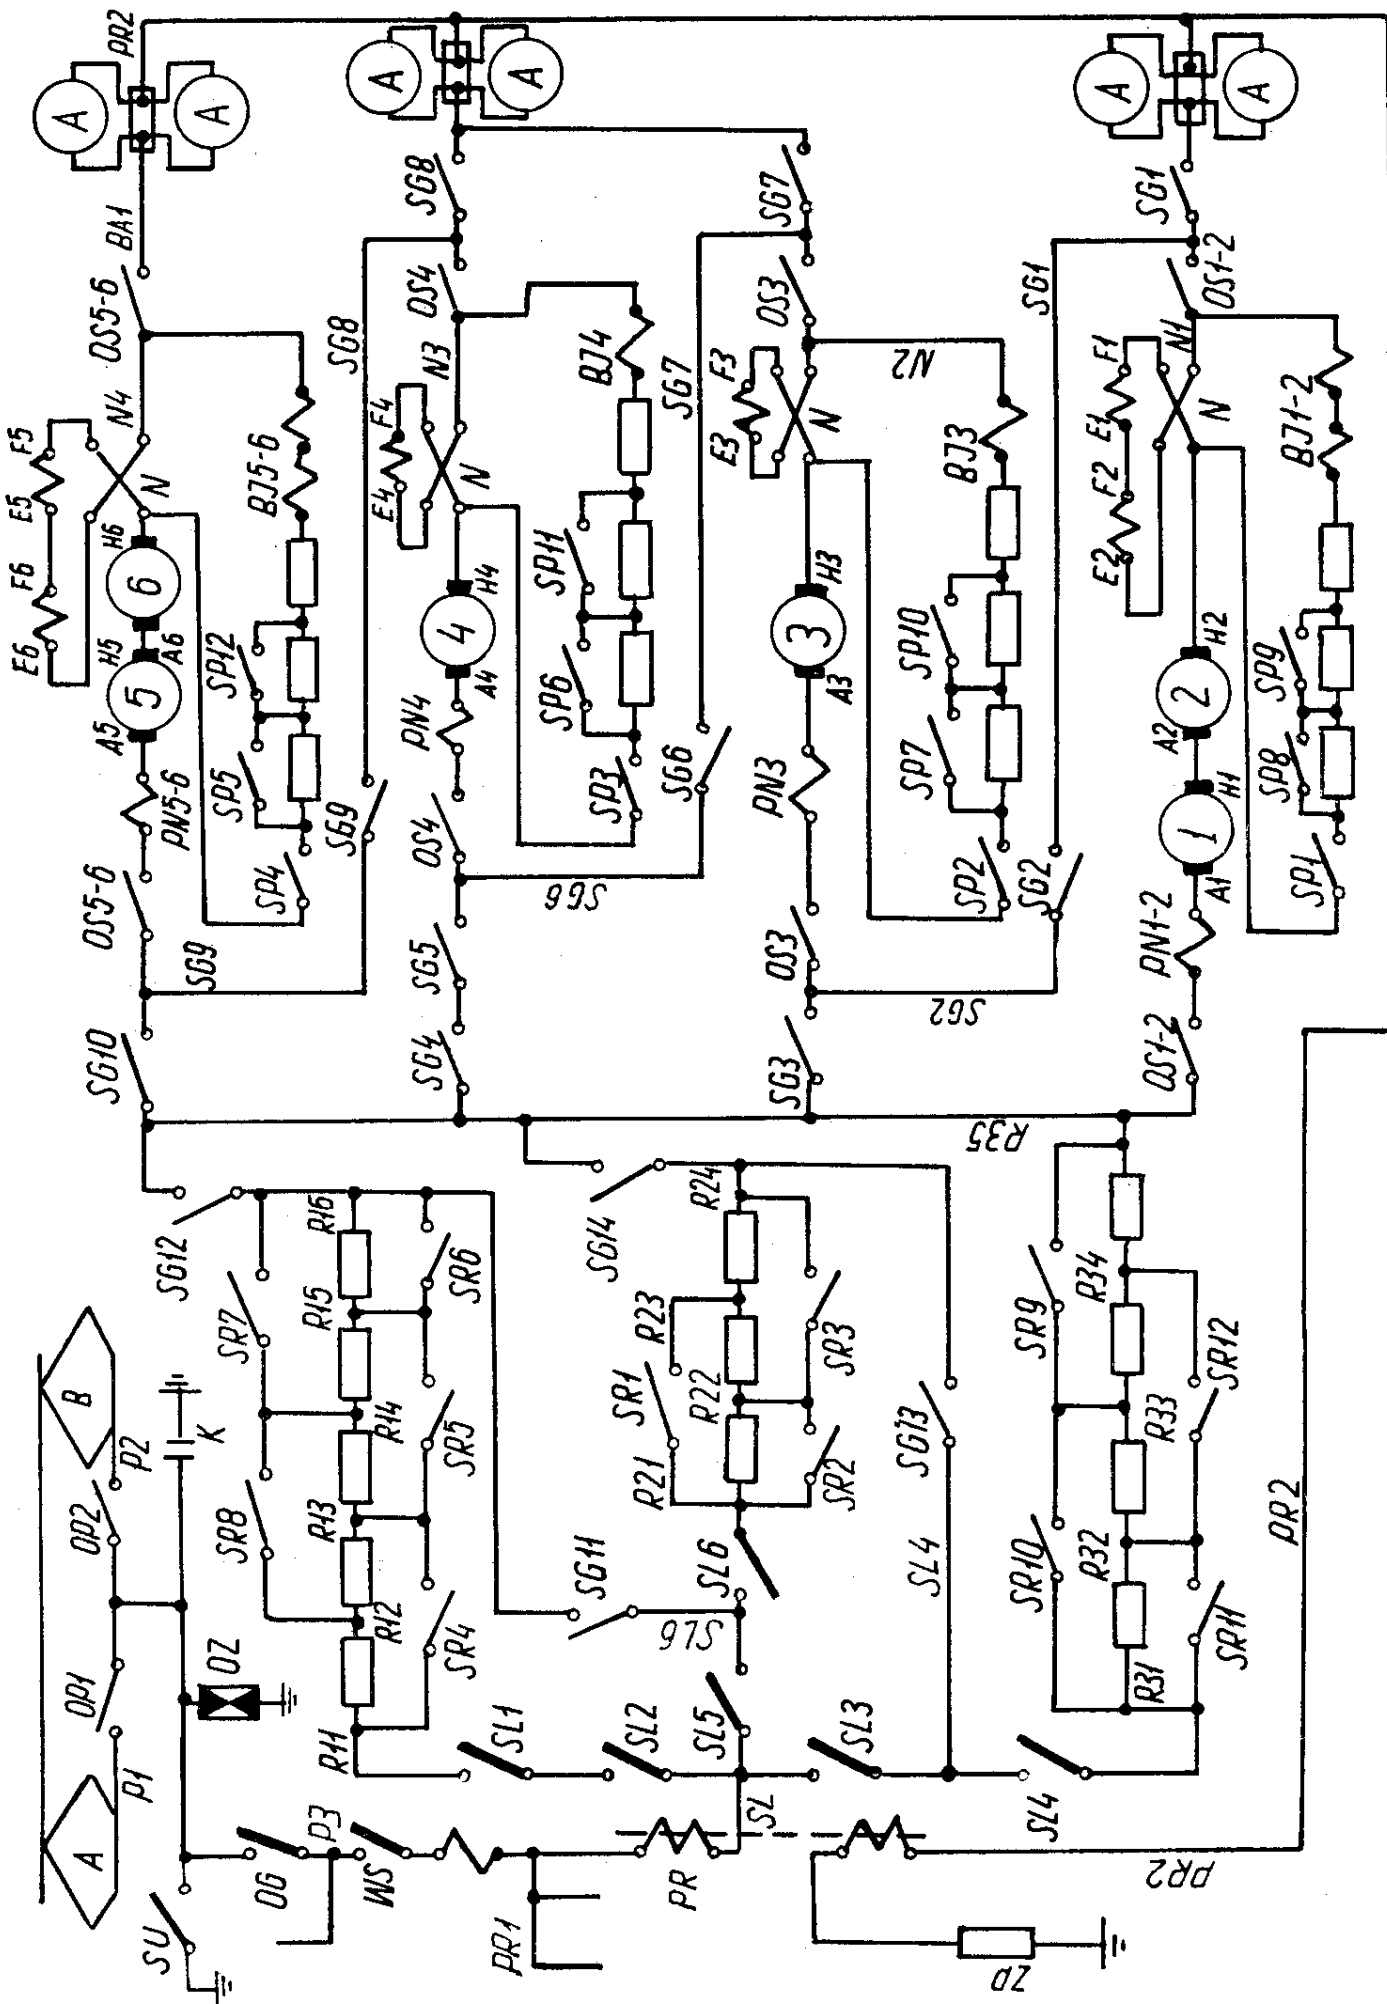 SU
A
P1
OP1
OP2
B
P2
K
OZ
OG
P3
WS
PR1
PR
SL
PR2
ZP
SG12
SR7
SR8
R11
R12
R13
R14
R15
R16
SR4
SR5
SR6
SL1
SL2
SL5
SL6
SL6
SG11
SG14
R21
SR1
R22
R23
R24
SR2
SR3
SL3
SL4
SG13
SL4
SR10
SR9
R31
R32
R33
R34
SR11
SR12
R35
PR2
SG10
SG9
OS5-6
PN5-6
A5
5
H5
A6
6
H6
E6
F6
E5
F5
N
N4
OS5-6
BA1
A
A
PR2
SP4
SP5
SP12
BJ5-6
SG9
SG8
SG4
SG5
SG6
OS4
PN4
A4
4
H4
E4
F4
N
N3
OS4
SG8
A
A
SP3
SP6
SP11
BJ4
SG6
SG7
SG3
SG2
OS3
PN3
A3
3
H3
E3
F3
N
N2
OS3
SG7
SP2
SP7
SP10
BJ3
SG2
SG1
OS1-2
PN1-2
A1
1
H1
A2
2
H2
E2
F2
E1
F1
N
N1
OS1-2
SG1
A
A
SP1
SP8
SP9
BJ1-2